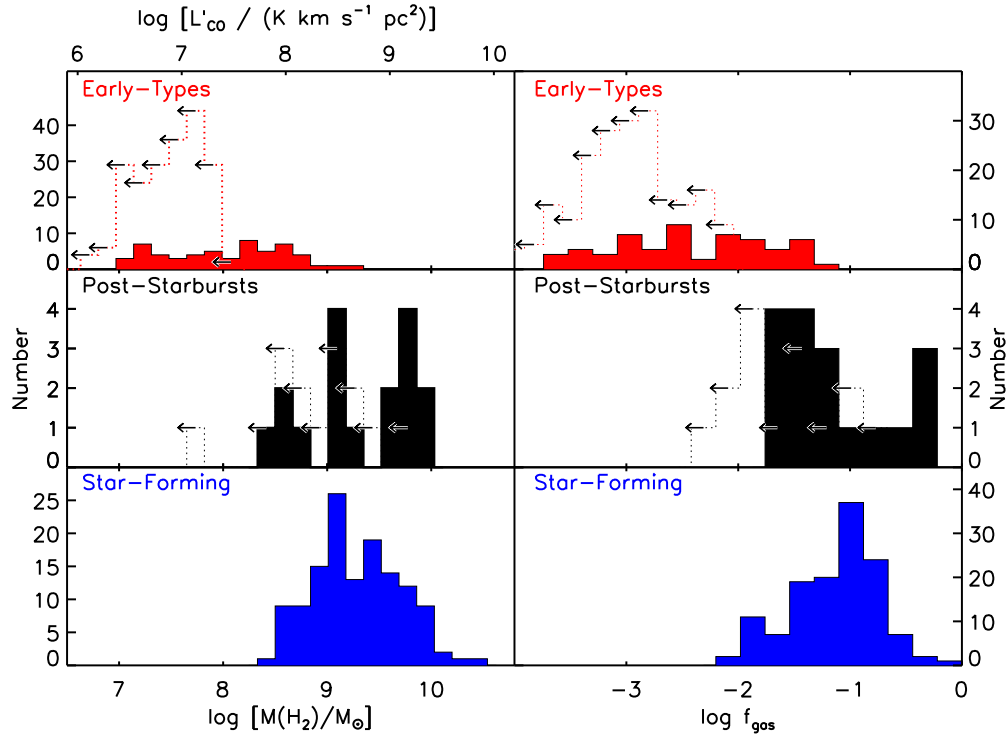 log [L'CO / (K km s⁻¹ pc²)]
6 7 8 9 10
Early−Types
Early−Types
40
30
20
10
0
30
20
10
0
Post−Starbursts
Post−Starbursts
4
3
2
1
0
4
3
2
1
0
Number
Number
Star−Forming
Star−Forming
25
20
15
10
5
0
40
30
20
10
0
7 8 9 10
−3 −2 −1 0
log [M(H₂)/M⊙]
log fgas